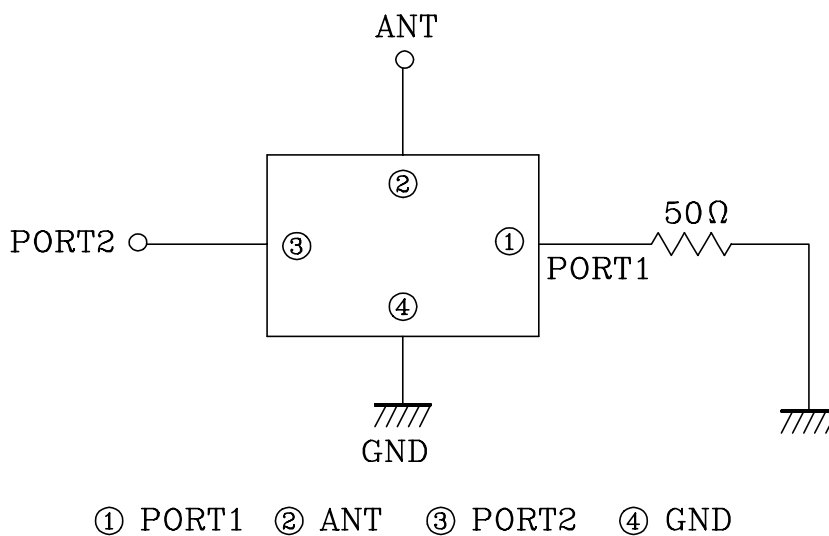 ANT
②
50Ω
PORT2 ③ ①
PORT1
④
GND
① PORT1 ② ANT ③ PORT2 ④ GND